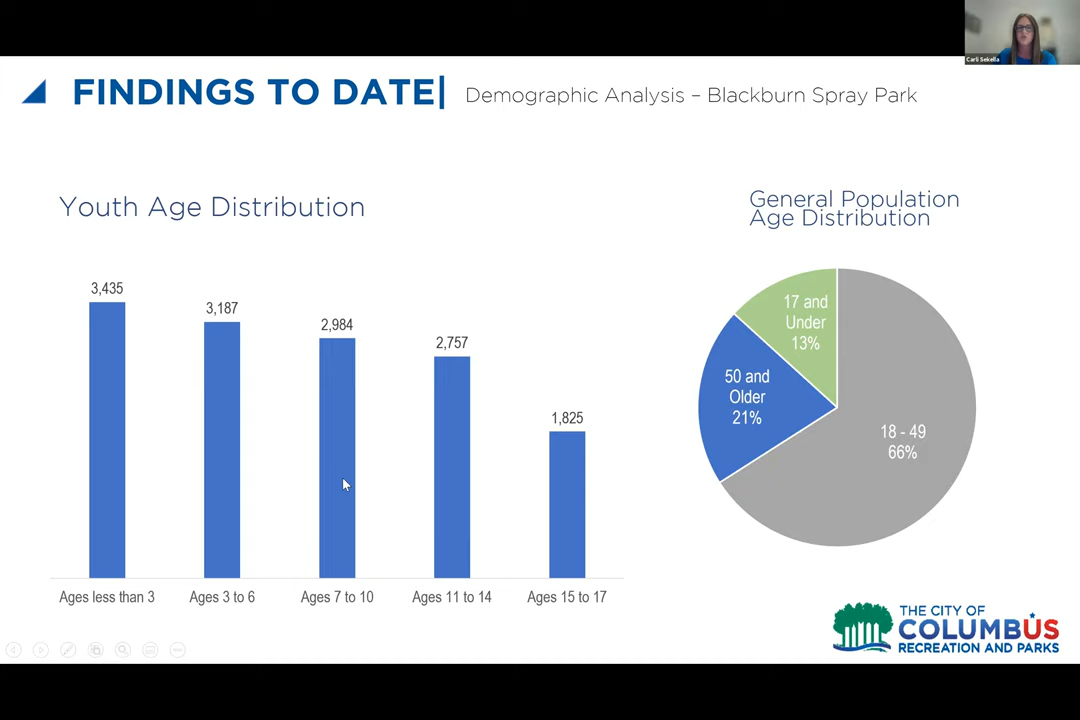 Carli Sekella
FINDINGS TO DATE|
Demographic Analysis – Blackburn Spray Park
Youth Age Distribution
3,435
3,187
2,984
2,757
1,825
Ages less than 3
Ages 3 to 6
Ages 7 to 10
Ages 11 to 14
Ages 15 to 17
General Population
Age Distribution
17 and
Under
13%
50 and
Older
21%
18 - 49
66%
THE CITY OF
COLUMBUS
RECREATION AND PARKS